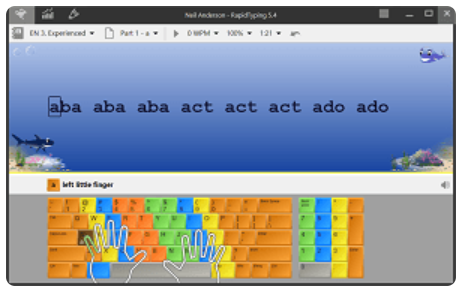 Neil Anderson - RapidTyping 5.4
EN 3. Experienced Part 1 - a 0 WPM 100% 1:21
aba aba aba act act act ado ado
a left little finger